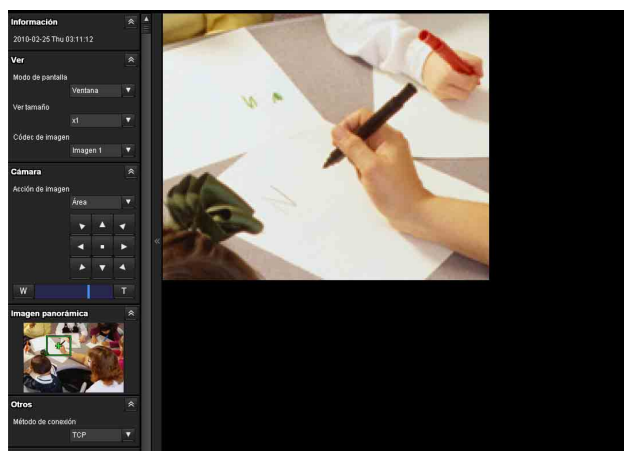 Información
2010-02-25 Thu 03:11:12
Ver
Modo de pantalla
Ventana
Ver tamaño
x1
Códec de imagen
Imagen 1
Cámara
Acción de imagen
Área
W T
Imagen panorámica
Otros
Método de conexión
TCP